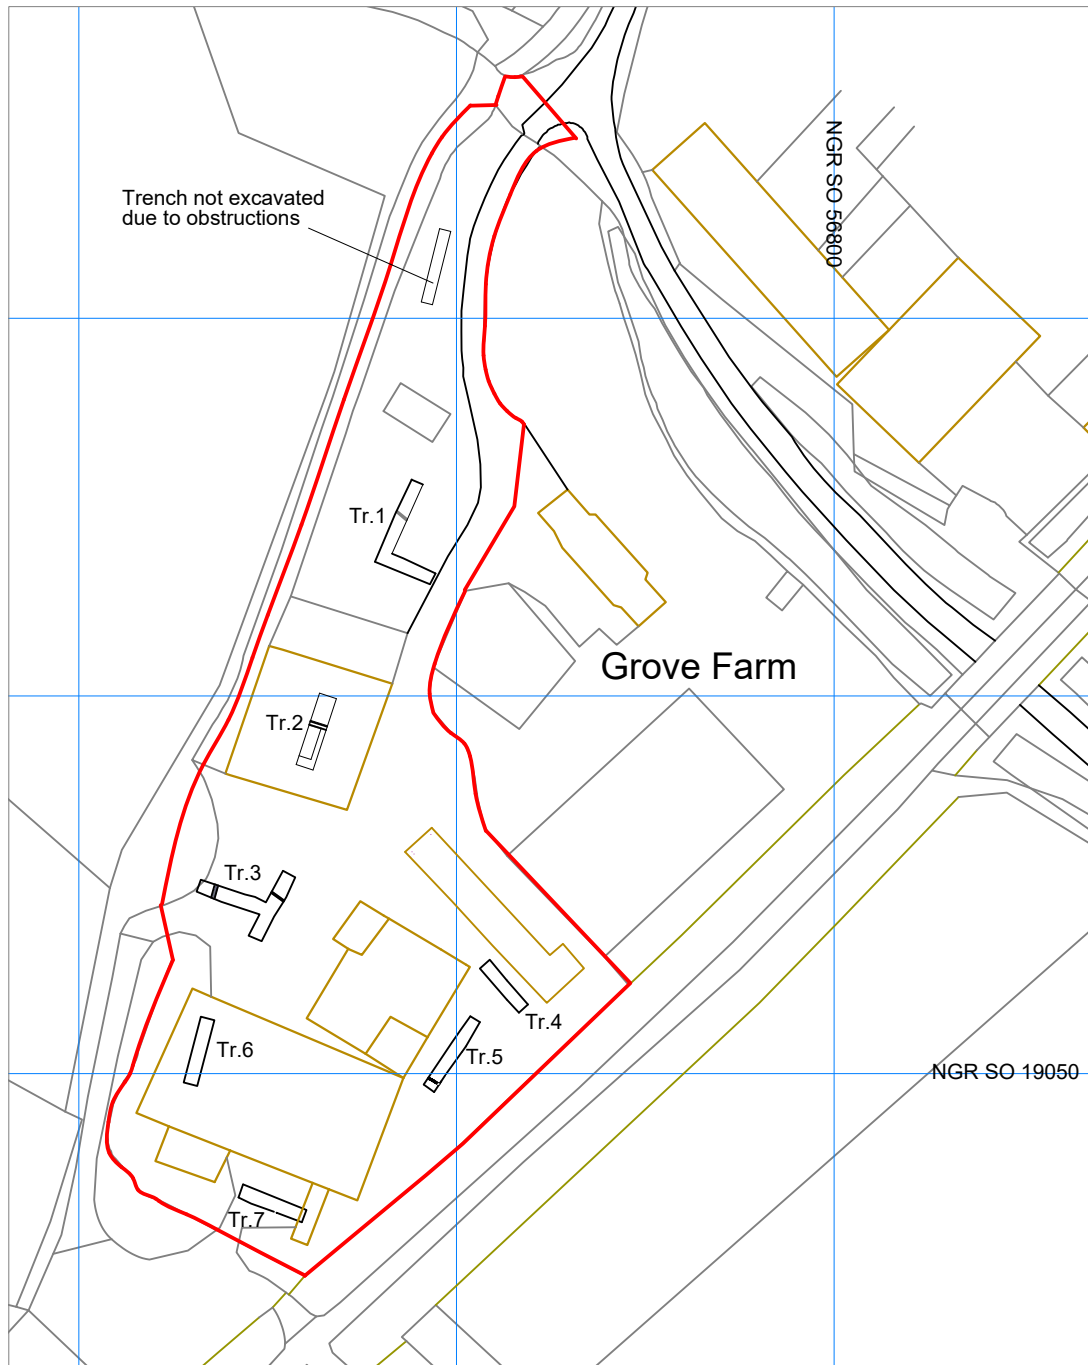 NGR SO 56800
Trench not excavated
due to obstructions
Tr.1
Grove Farm
Tr.2
Tr.3
Tr.4
Tr.5
Tr.6
NGR SO 19050
Tr.7